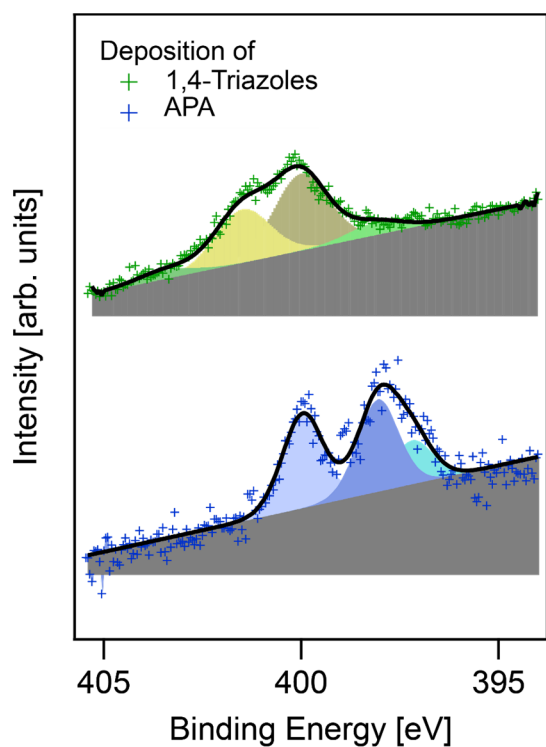 Deposition of
+ 1,4-Triazoles
+ APA
Intensity [arb. units]
405 400 395
Binding Energy [eV]